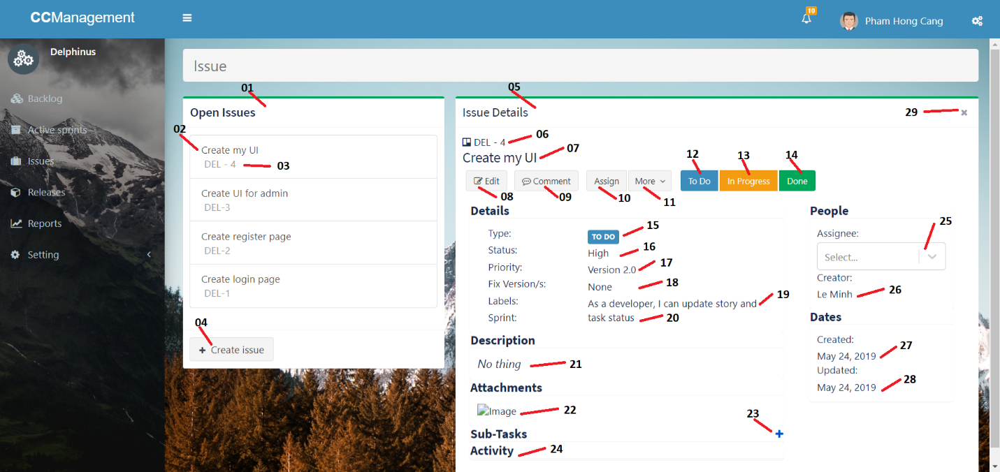 CCManagement
10
Pham Hong Cang
Delphinus
Backlog
Active sprints
Issues
Releases
Reports
Setting
Issue
01
Open Issues
02
Create my UI
DEL - 4
03
Create UI for admin
DEL-3
Create register page
DEL-2
Create login page
DEL-1
04
Create issue
05
Issue Details
29
DEL - 4
06
Create my UI
07
Edit
Comment
Assign
More
To Do
In Progress
Done
08
09
10
11
12
13
14
Details
Type:
TO DO
15
Status:
High
16
Priority:
Version 2.0
17
Fix Version/s:
None
18
Labels:
As a developer, I can update story and
19
Sprint:
task status
20
Description
No thing
21
Attachments
Image
22
Sub-Tasks
23
Activity
24
People
Assignee:
25
Select...
Creator:
Le Minh
26
Dates
Created:
May 24, 2019
27
Updated:
May 24, 2019
28